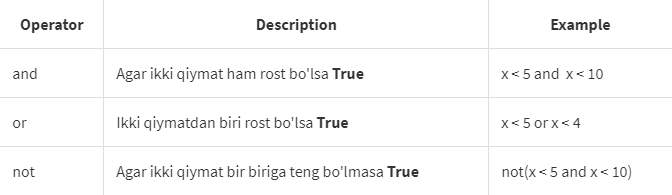 Operator Description Example
and Agar ikki qiymat ham rost bo'lsa True x < 5 and  x < 10
or Ikki qiymatdan biri rost bo'lsa True x < 5 or x < 4
not Agar ikki qiymat bir biriga teng bo'lmasa True not(x < 5 and x < 10)